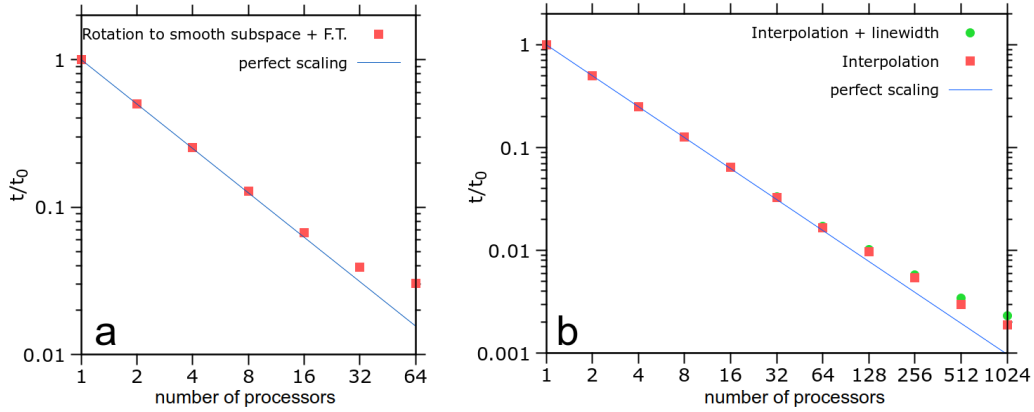 Rotation to smooth subspace + F.T.
perfect scaling
1
0.1
0.01
t/t0
a
1 2 4 8 16 32 64
number of processors
Interpolation + linewidth
Interpolation
perfect scaling
1
0.1
0.01
0.001
t/t0
b
1 2 4 8 16 32 64 128 256 512 1024
number of processors